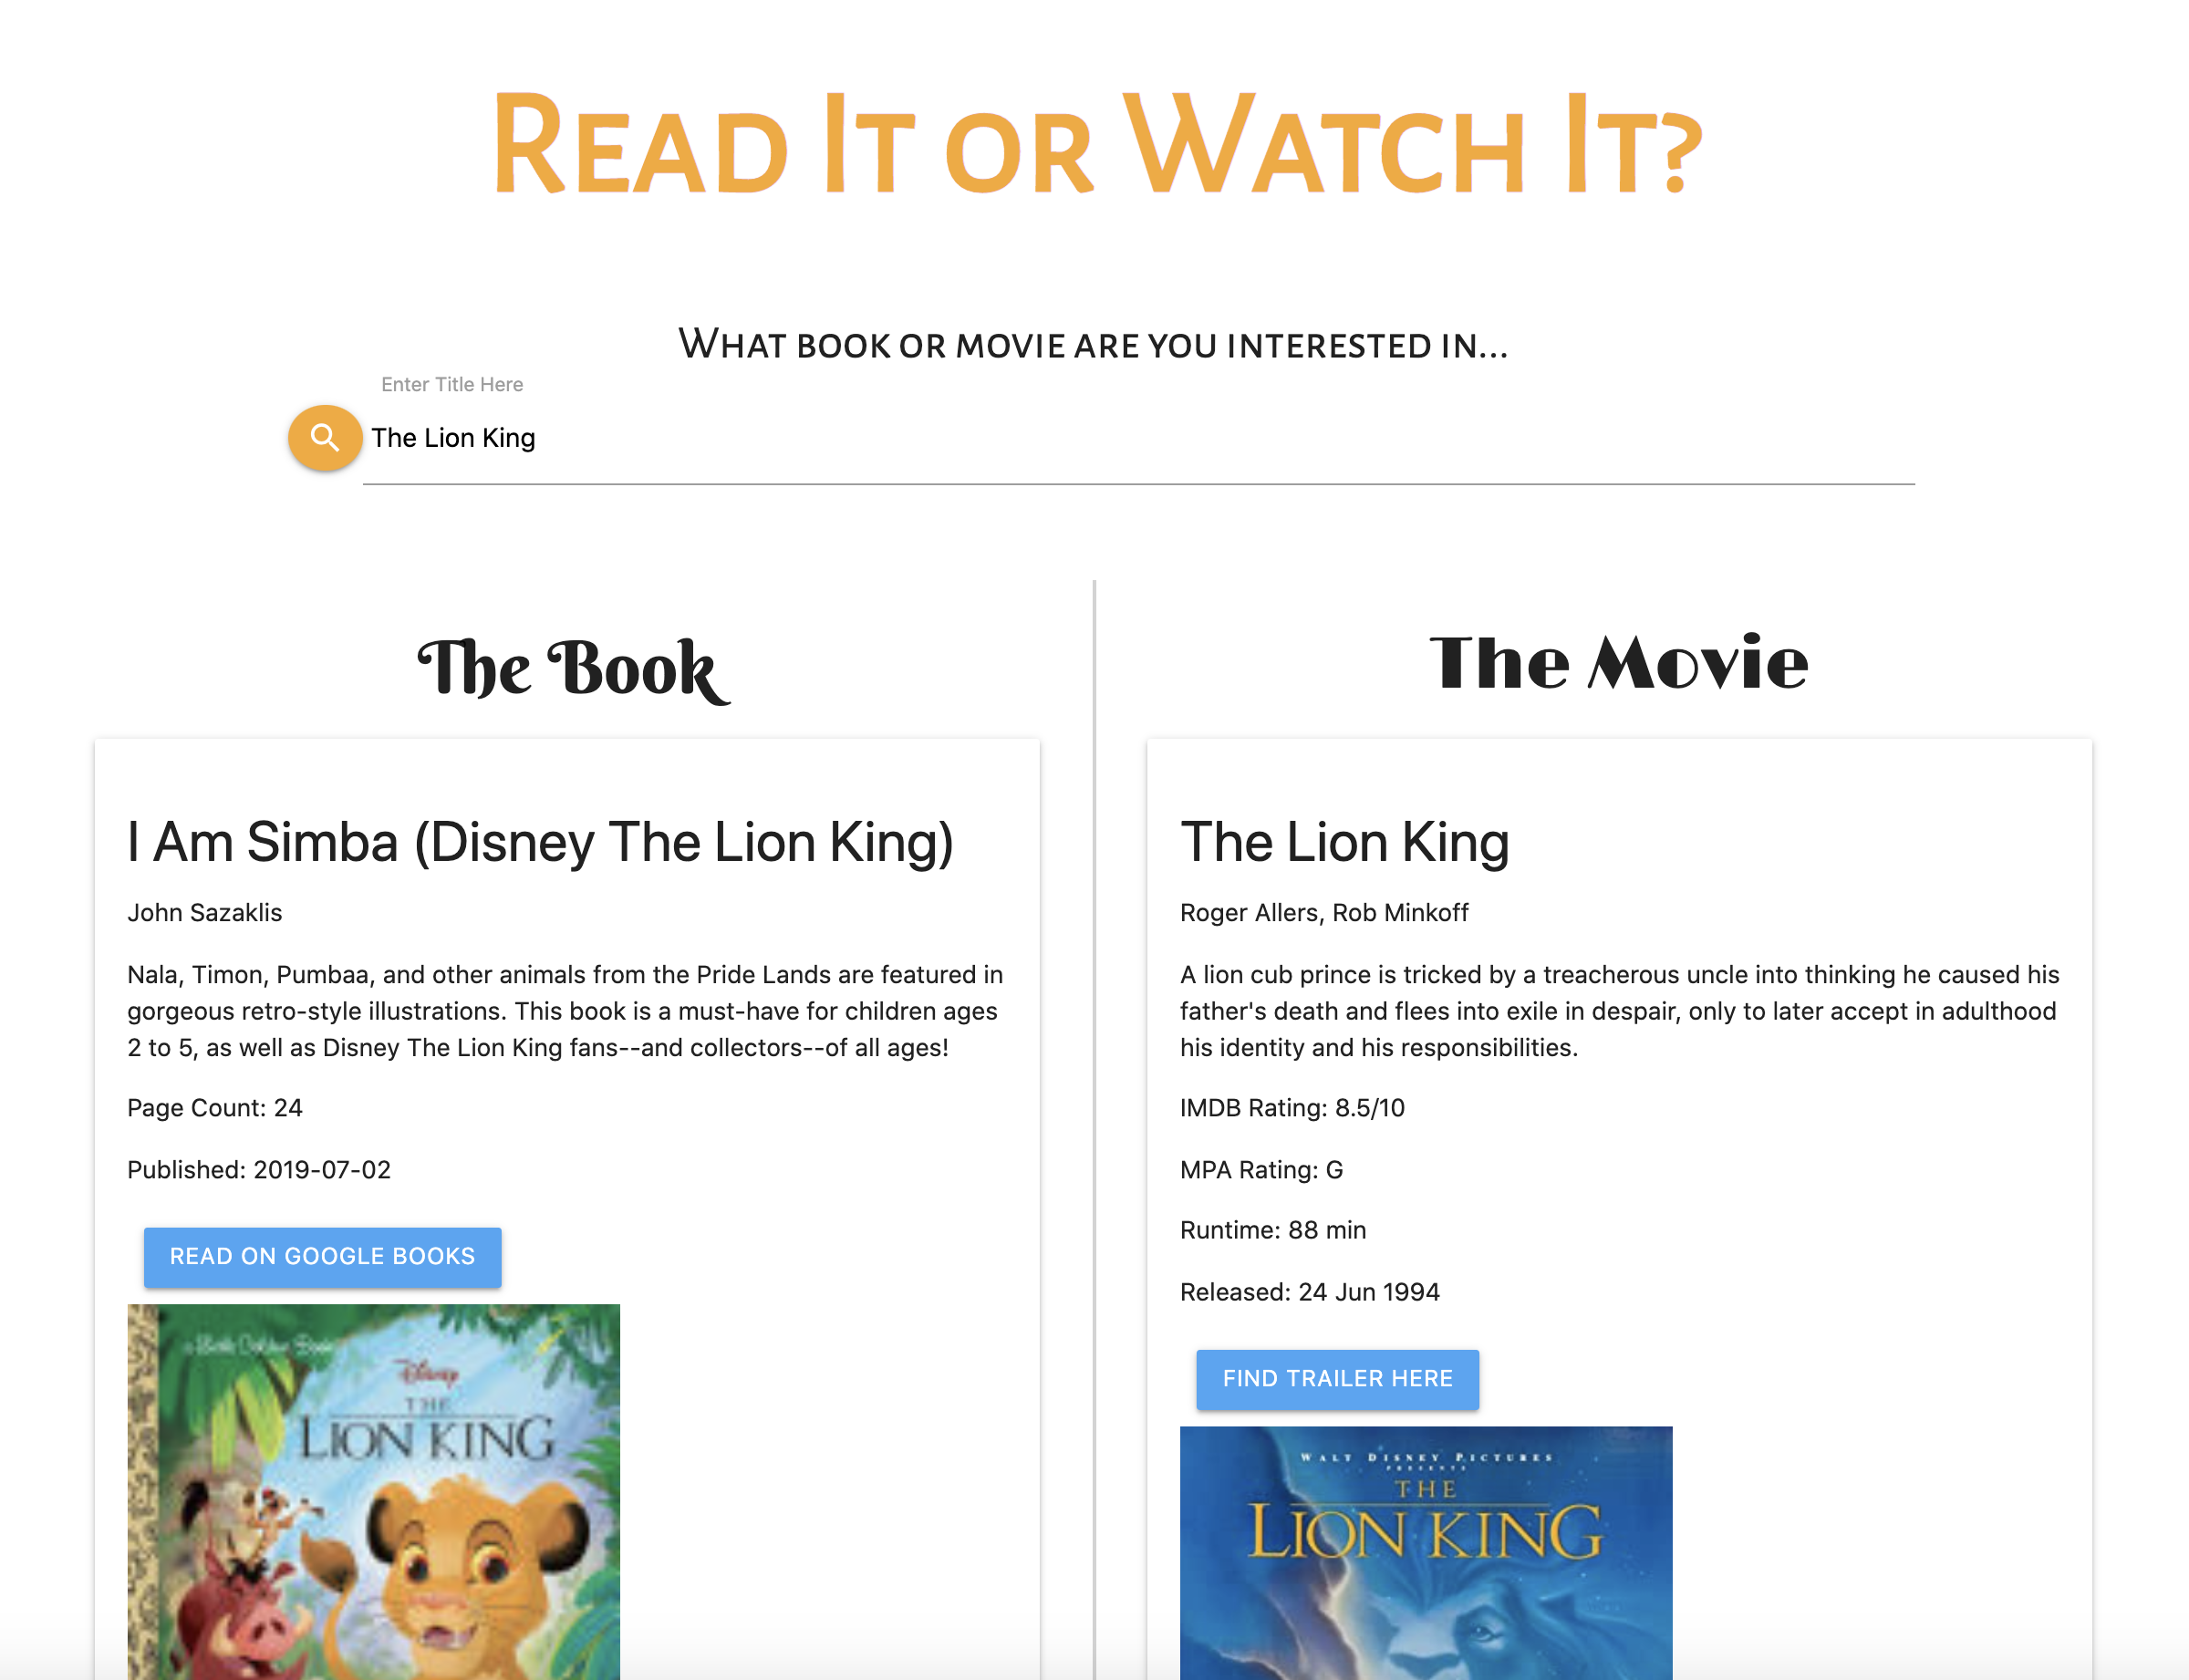 Read It or Watch It?
What book or movie are you interested in...
Enter Title Here
The Lion King
The Book
I Am Simba (Disney The Lion King)
John Sazaklis
Nala, Timon, Pumbaa, and other animals from the Pride Lands are featured in
gorgeous retro-style illustrations. This book is a must-have for children ages
2 to 5, as well as Disney The Lion King fans--and collectors--of all ages!
Page Count: 24
Published: 2019-07-02
READ ON GOOGLE BOOKS
a Little Golden Book
Disney
THE
LION KING
The Movie
The Lion King
Roger Allers, Rob Minkoff
A lion cub prince is tricked by a treacherous uncle into thinking he caused his
father's death and flees into exile in despair, only to later accept in adulthood
his identity and his responsibilities.
IMDB Rating: 8.5/10
MPA Rating: G
Runtime: 88 min
Released: 24 Jun 1994
FIND TRAILER HERE
WALT DISNEY PICTURES
PRESENTS
THE
LION KING